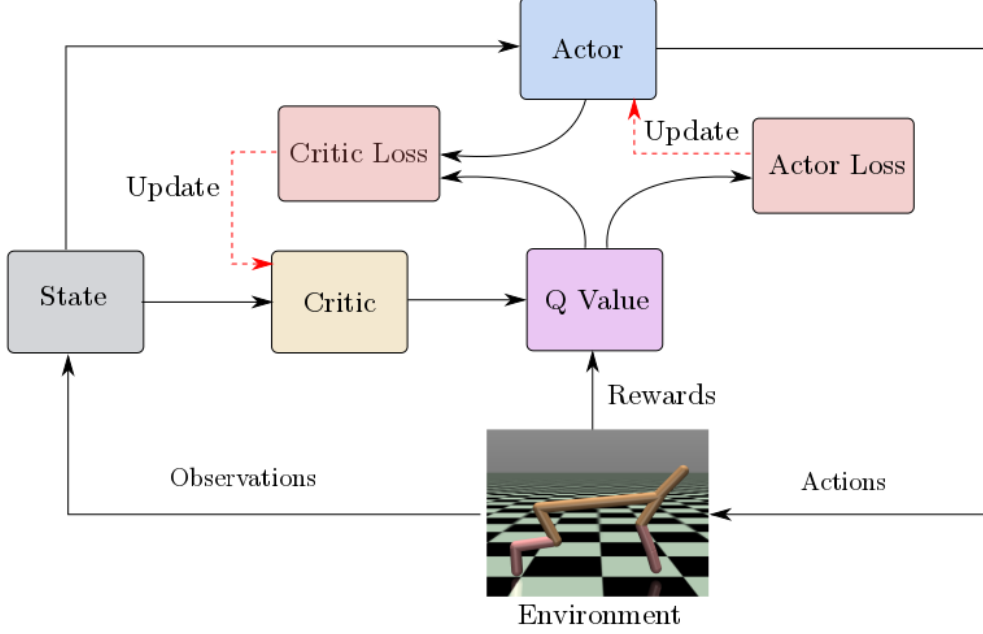 Actor
Critic Loss
Update
Actor Loss
Update
State
Critic
Q Value
Rewards
Observations
Actions
Environment